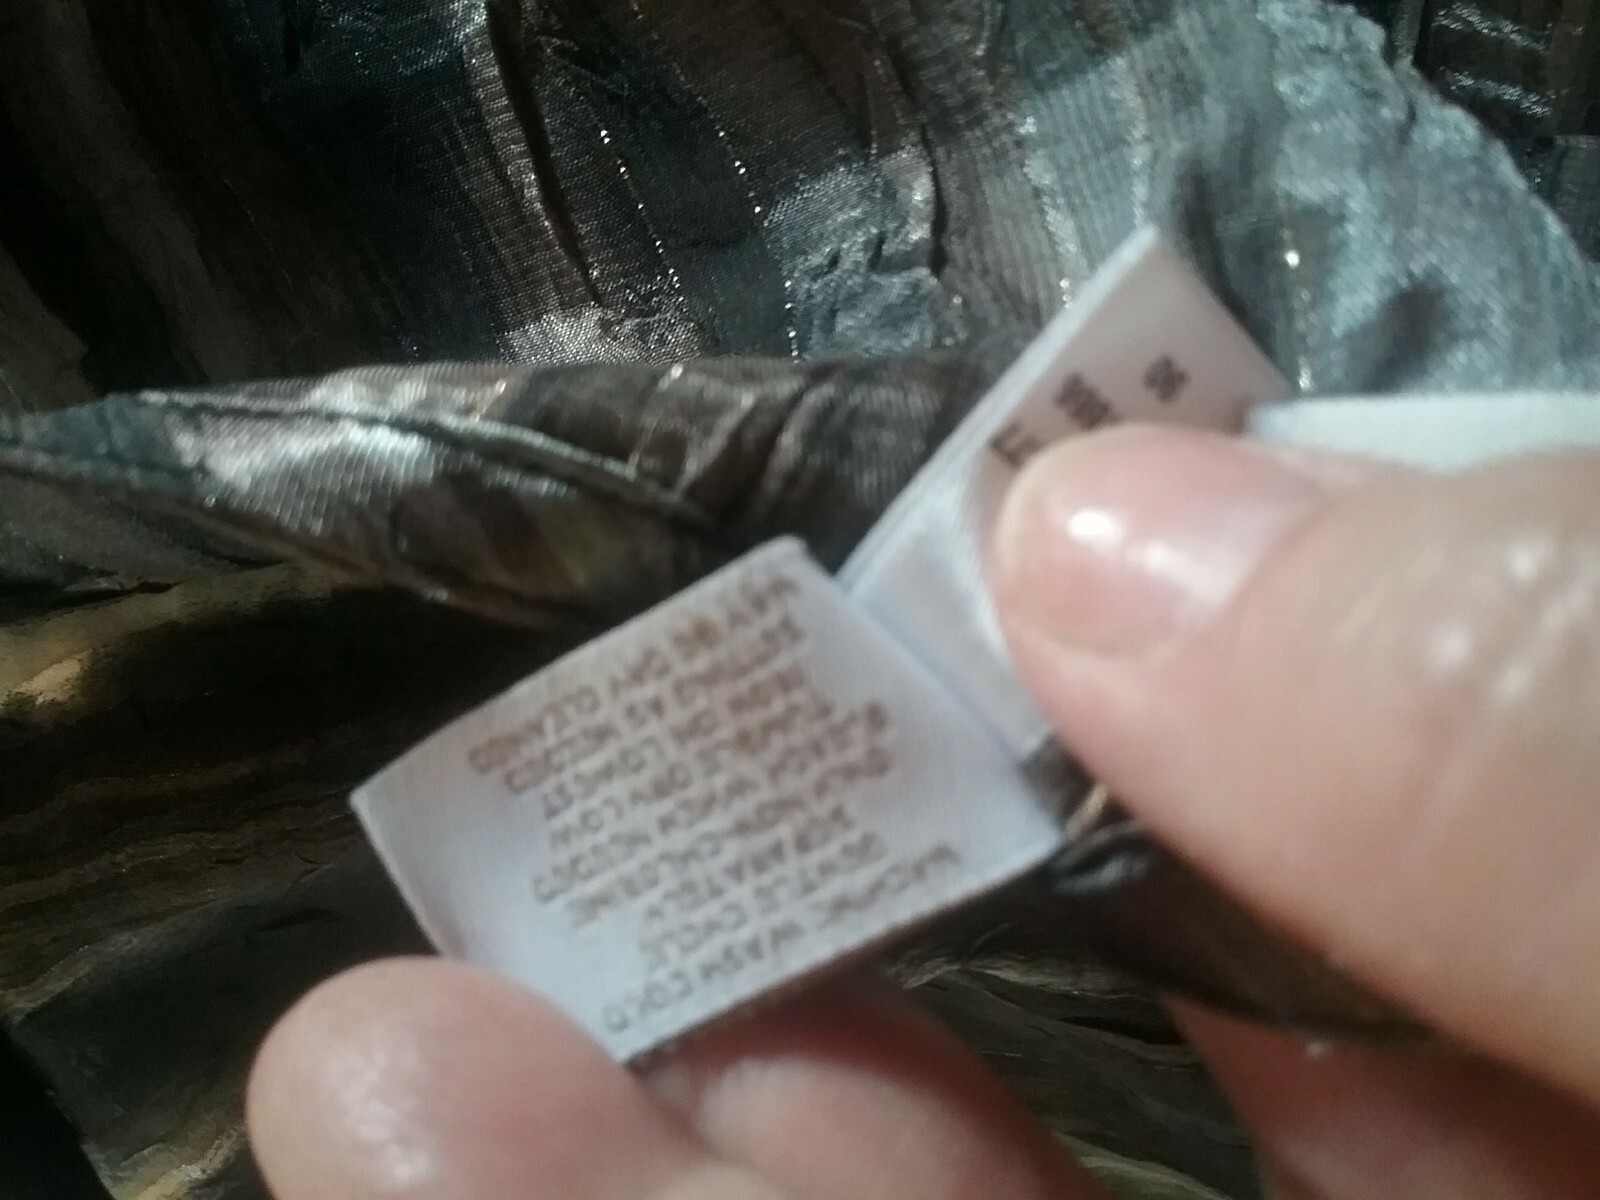 MACHINE WASH COLD
GENTLE CYCLE
SEPARATELY
ONLY NON-CHLORINE
BLEACH WHEN NEEDED
TUMBLE DRY LOW
IRON ON LOWEST
SETTING AS NEEDED
MAY BE DRY CLEANED